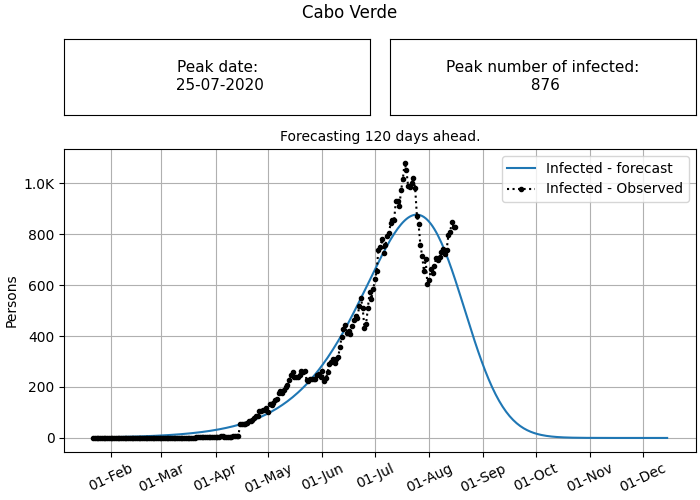 Cabo Verde
Peak date:
25-07-2020
Peak number of infected:
876
Forecasting 120 days ahead.
Infected - forecast
Infected - Observed
Persons
1.0K
800
600
400
200
0
01-Feb
01-Mar
01-Apr
01-May
01-Jun
01-Jul
01-Aug
01-Sep
01-Oct
01-Nov
01-Dec